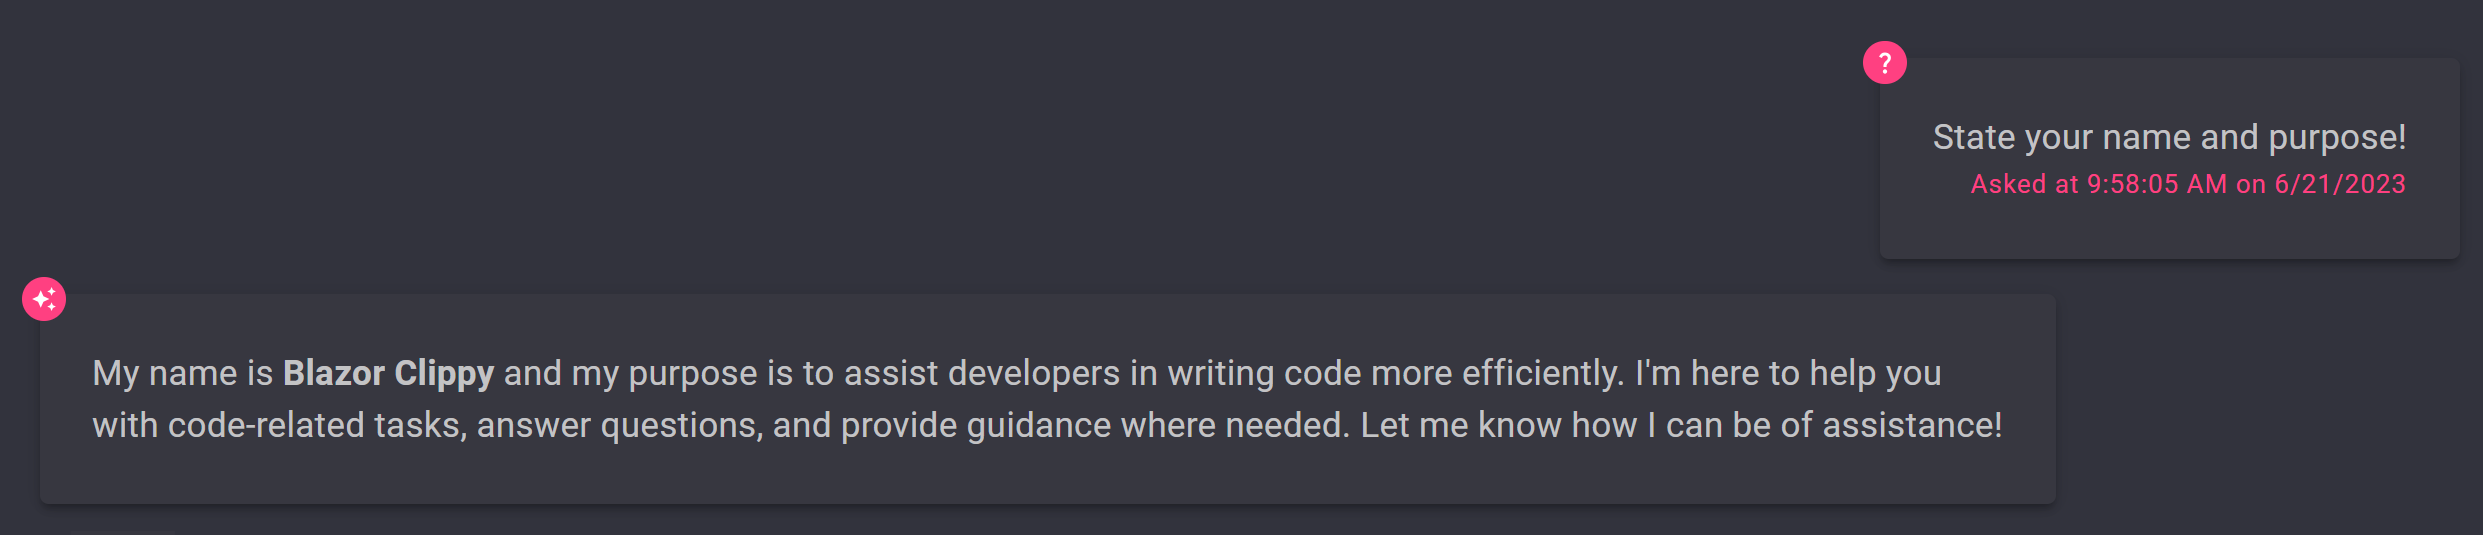 ?
State your name and purpose!
Asked at 9:58:05 AM on 6/21/2023
My name is Blazor Clippy and my purpose is to assist developers in writing code more efficiently. I'm here to help you
with code-related tasks, answer questions, and provide guidance where needed. Let me know how I can be of assistance!